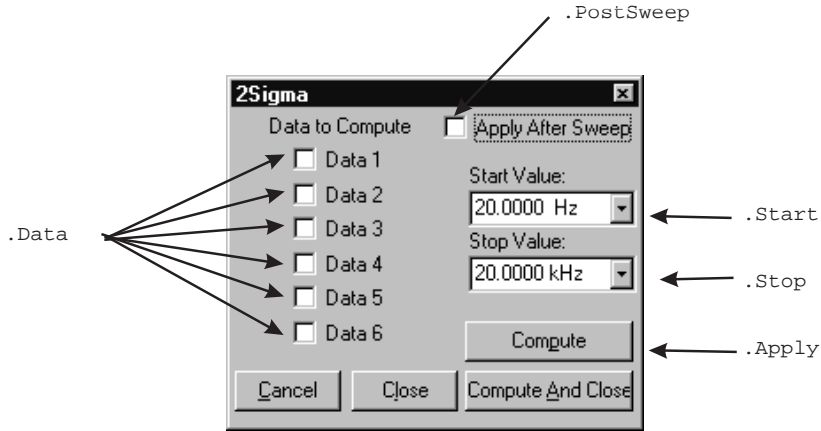 .PostSweep
2Sigma
Data to Compute
Apply After Sweep
Data 1
Data 2
Data 3
Data 4
Data 5
Data 6
.Data
Start Value:
20.0000 Hz
.Start
Stop Value:
20.0000 kHz
.Stop
Compute
.Apply
Cancel
Close
Compute And Close